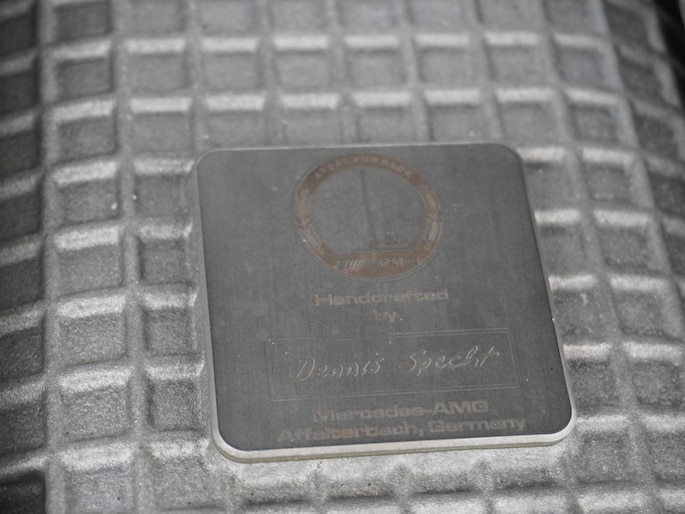 Handcrafted
by.
Dennis Specht
Mercedes-AMG
Affalterbach, Germany